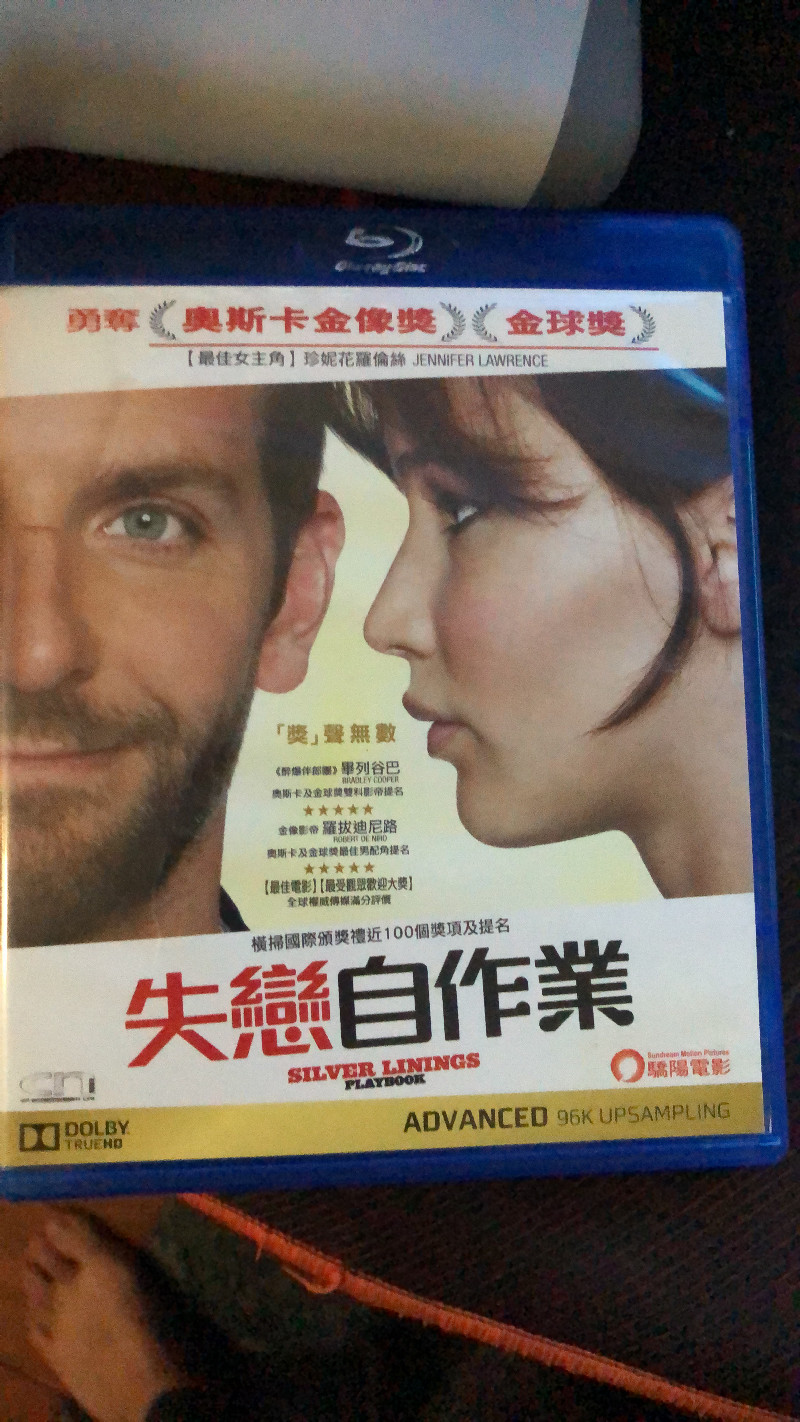 Blu-ray Disc
勇奪 奧斯卡金像獎 金球獎
【最佳女主角】珍妮花羅倫絲 JENNIFER LAWRENCE
「獎」聲無數
《醉爆伴郎團》畢列谷巴
BRADLEY COOPER
奧斯卡及金球獎雙料影帝提名
★★★★★
金像影帝 羅拔迪尼路
ROBERT DE NIRO
奧斯卡及金球獎最佳男配角提名
★★★★★
【最佳電影】【最受觀眾歡迎大獎】
全球權威傳媒滿分評價
橫掃國際頒獎禮近100個獎項及提名
失戀自作業
SILVER LININGS
PLAYBOOK
Sundream Motion Pictures
驕陽電影
DOLBY
TRUEHD
ADVANCED 96K UPSAMPLING